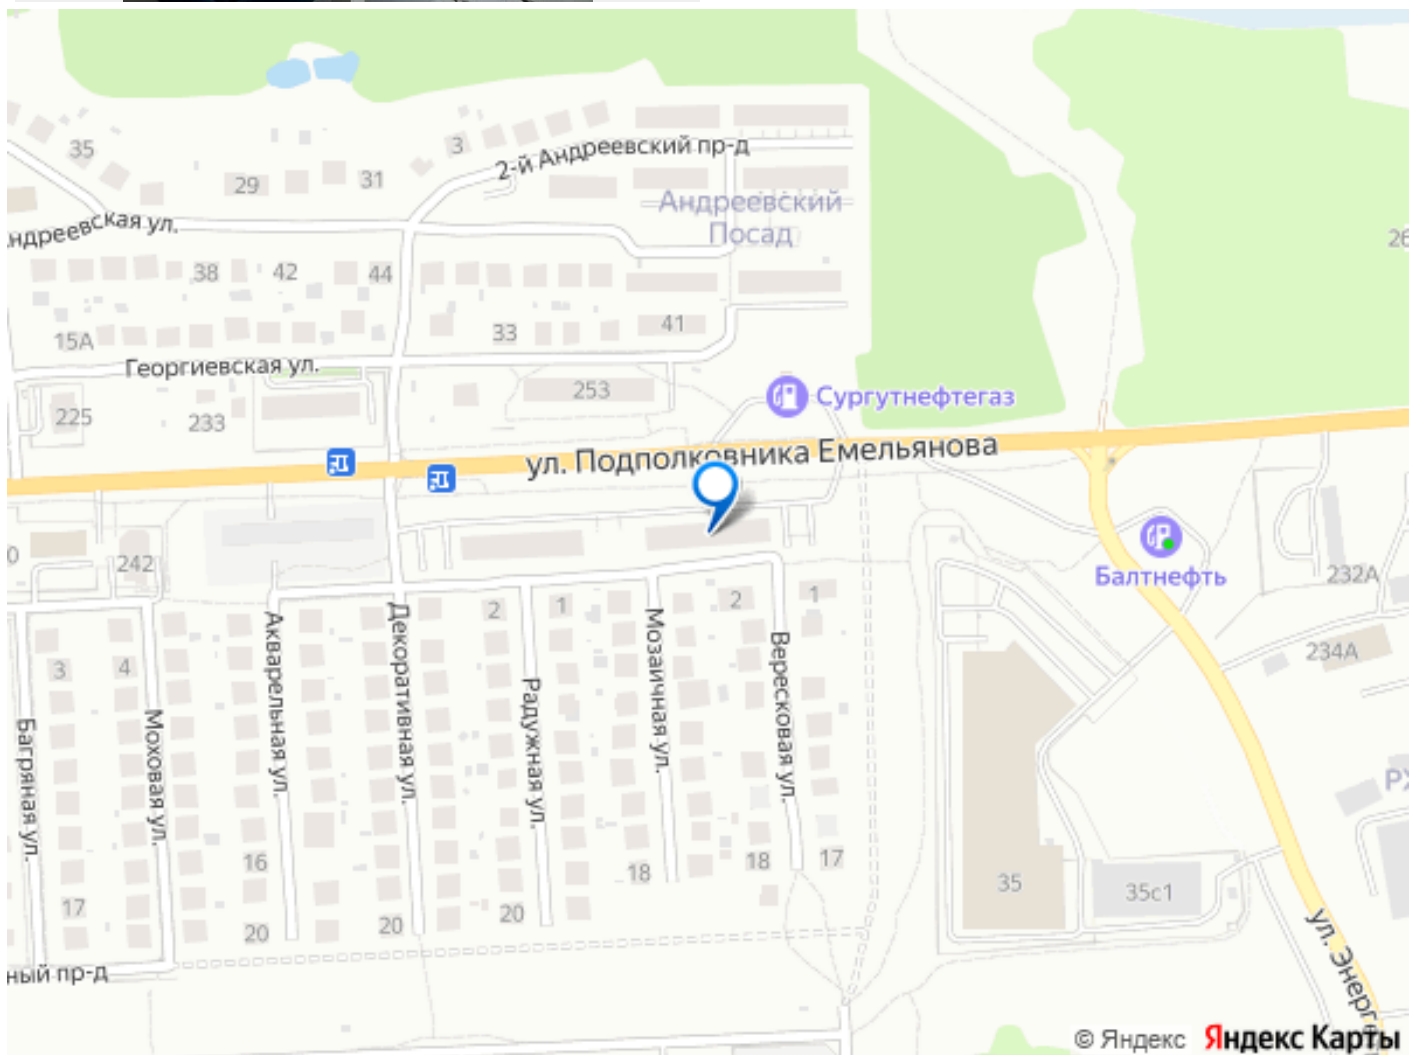 35
3
2-й Андреевский пр-д
29
31
Андреевский
Посад
ндреевская ул.
26
38
42
44
15А
33
41
Георгиевская ул.
253
Сургутнефтегаз
225
233
ул. Подполковника Емельянова
0
242
Балтнефть
232А
234А
2
1
2
1
3
4
Багряная ул.
Моховая ул.
Акварельная ул.
Декоративная ул.
Радужная ул.
Мозаичная ул.
Вересковая ул.
РХ
16
18
18
17
17
20
20
20
35
35с1
ул. Энерге
ный пр-д
© Яндекс Яндекс Карты